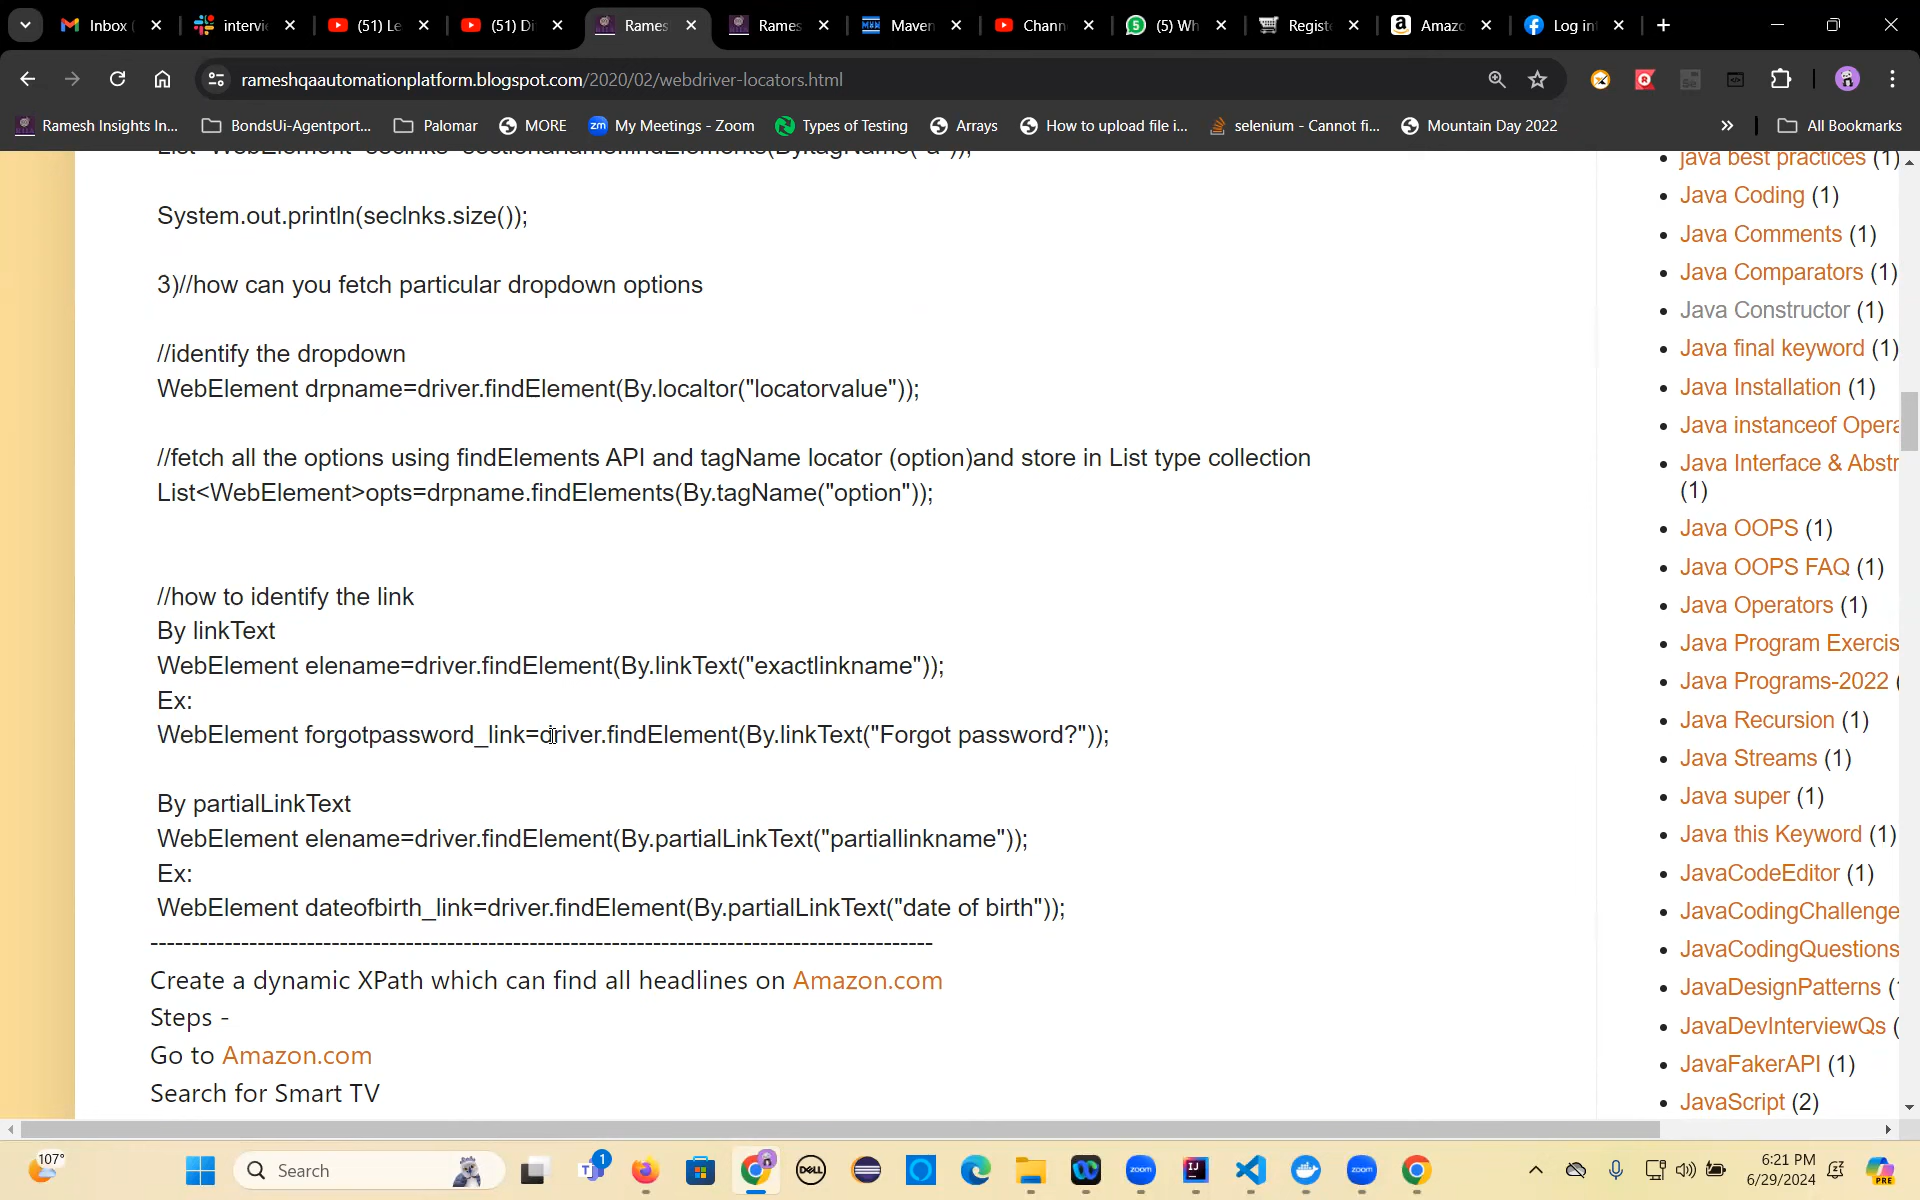 Inbox (
intervi
(51) Le
(51) Di
Rames
Rames
Maven
Chann
(5) Wh
Registe
Amazo
Log in
rameshqaautomationplatform.blogspot.com/2020/02/webdriver-locators.html
Ramesh Insights In...
BondsUi-Agentport...
Palomar
MORE
My Meetings - Zoom
Types of Testing
Arrays
How to upload file i...
selenium - Cannot fi...
Mountain Day 2022
All Bookmarks
System.out.println(seclnks.size());
3)//how can you fetch particular dropdown options
//identify the dropdown
WebElement drpname=driver.findElement(By.localtor("locatorvalue"));
//fetch all the options using findElements API and tagName locator (option)and store in List type collection
List<WebElement>opts=drpname.findElements(By.tagName("option"));
//how to identify the link
By linkText
WebElement elename=driver.findElement(By.linkText("exactlinkname"));
Ex:
WebElement forgotpassword_link=driver.findElement(By.linkText("Forgot password?"));
By partialLinkText
WebElement elename=driver.findElement(By.partialLinkText("partiallinkname"));
Ex:
WebElement dateofbirth_link=driver.findElement(By.partialLinkText("date of birth"));
-----------------------------------------------------------------------------------------------
Create a dynamic XPath which can find all headlines on Amazon.com
Steps -
Go to Amazon.com
Search for Smart TV
java best practices (1)
Java Coding (1)
Java Comments (1)
Java Comparators (1)
Java Constructor (1)
Java final keyword (1)
Java Installation (1)
Java instanceof Opera
Java Interface & Abstr
(1)
Java OOPS (1)
Java OOPS FAQ (1)
Java Operators (1)
Java Program Exercis
Java Programs-2022 (
Java Recursion (1)
Java Streams (1)
Java super (1)
Java this Keyword (1)
JavaCodeEditor (1)
JavaCodingChallenge
JavaCodingQuestions
JavaDesignPatterns (
JavaDevInterviewQs (
JavaFakerAPI (1)
JavaScript (2)
107°
Search
1
DELL
zoom
zoom
6:21 PM
6/29/2024
PRE